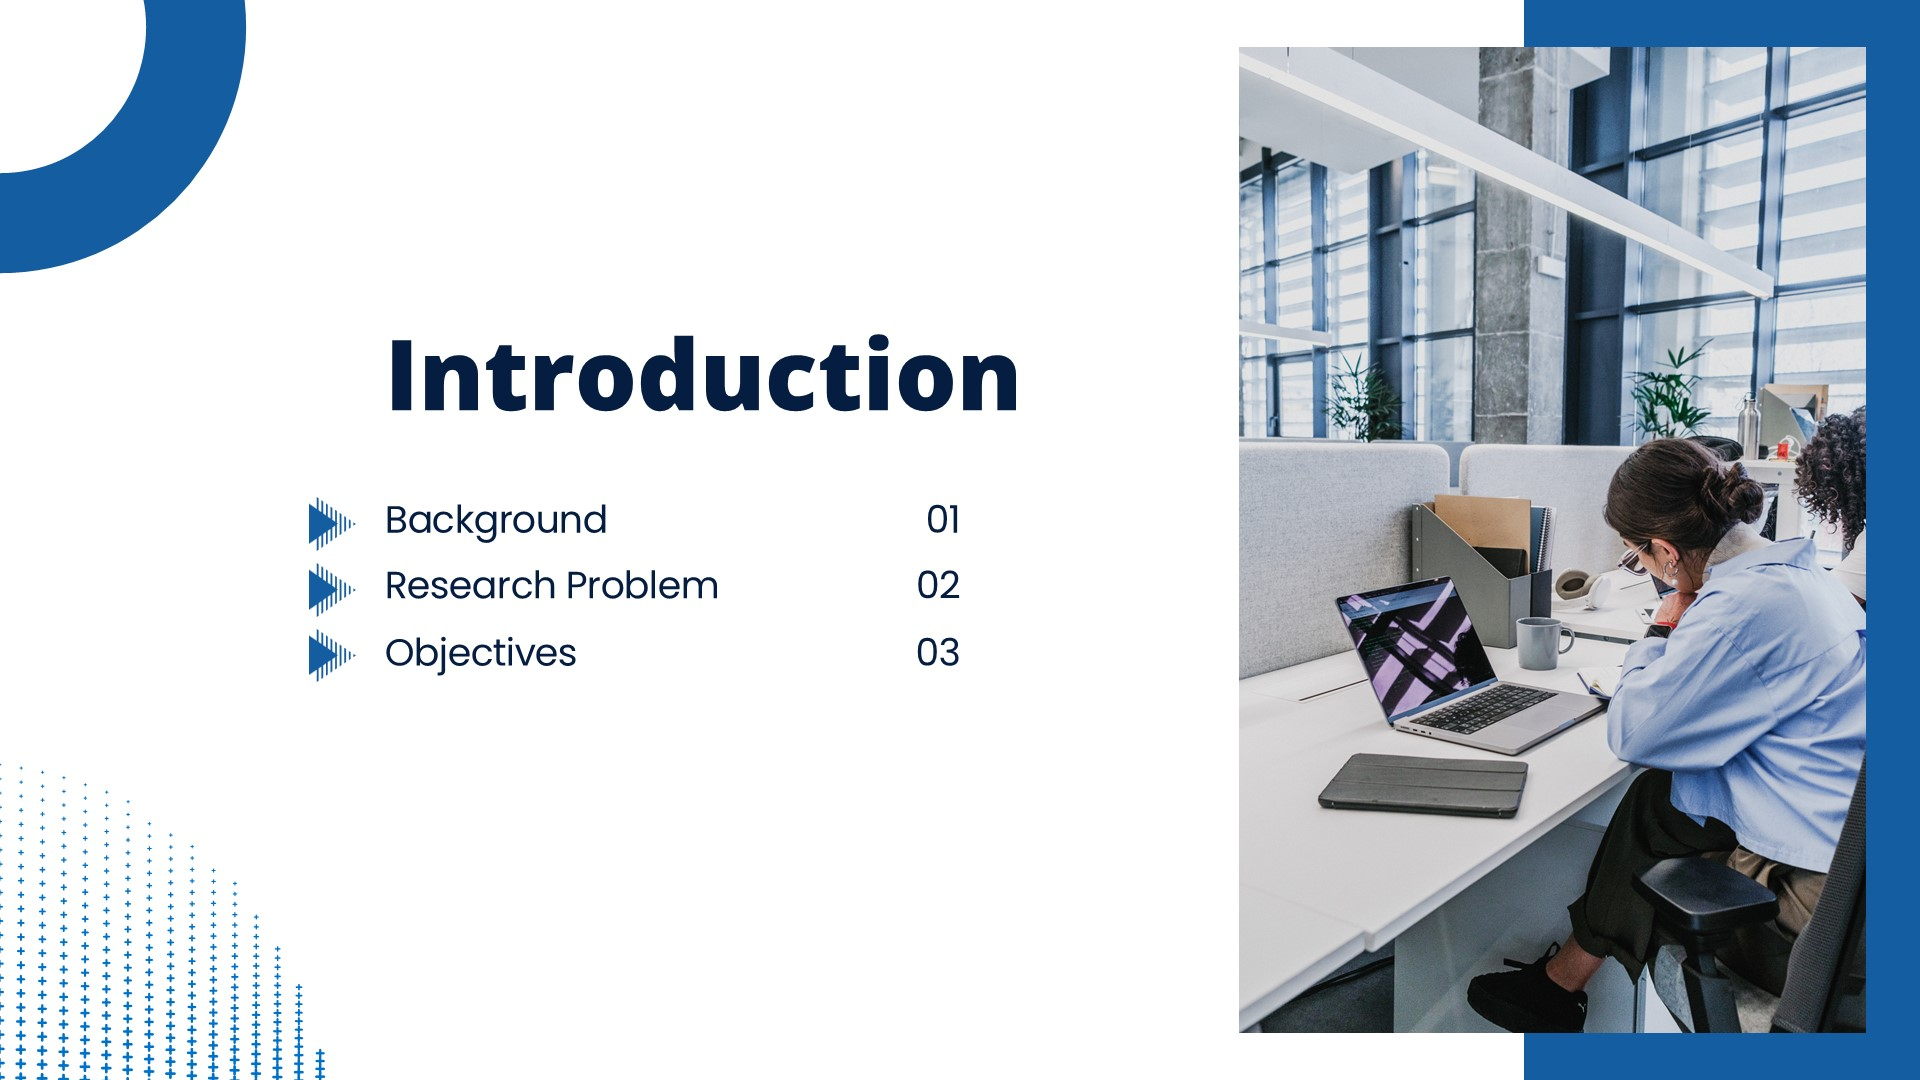 Introduction
Background 01
Research Problem 02
Objectives 03